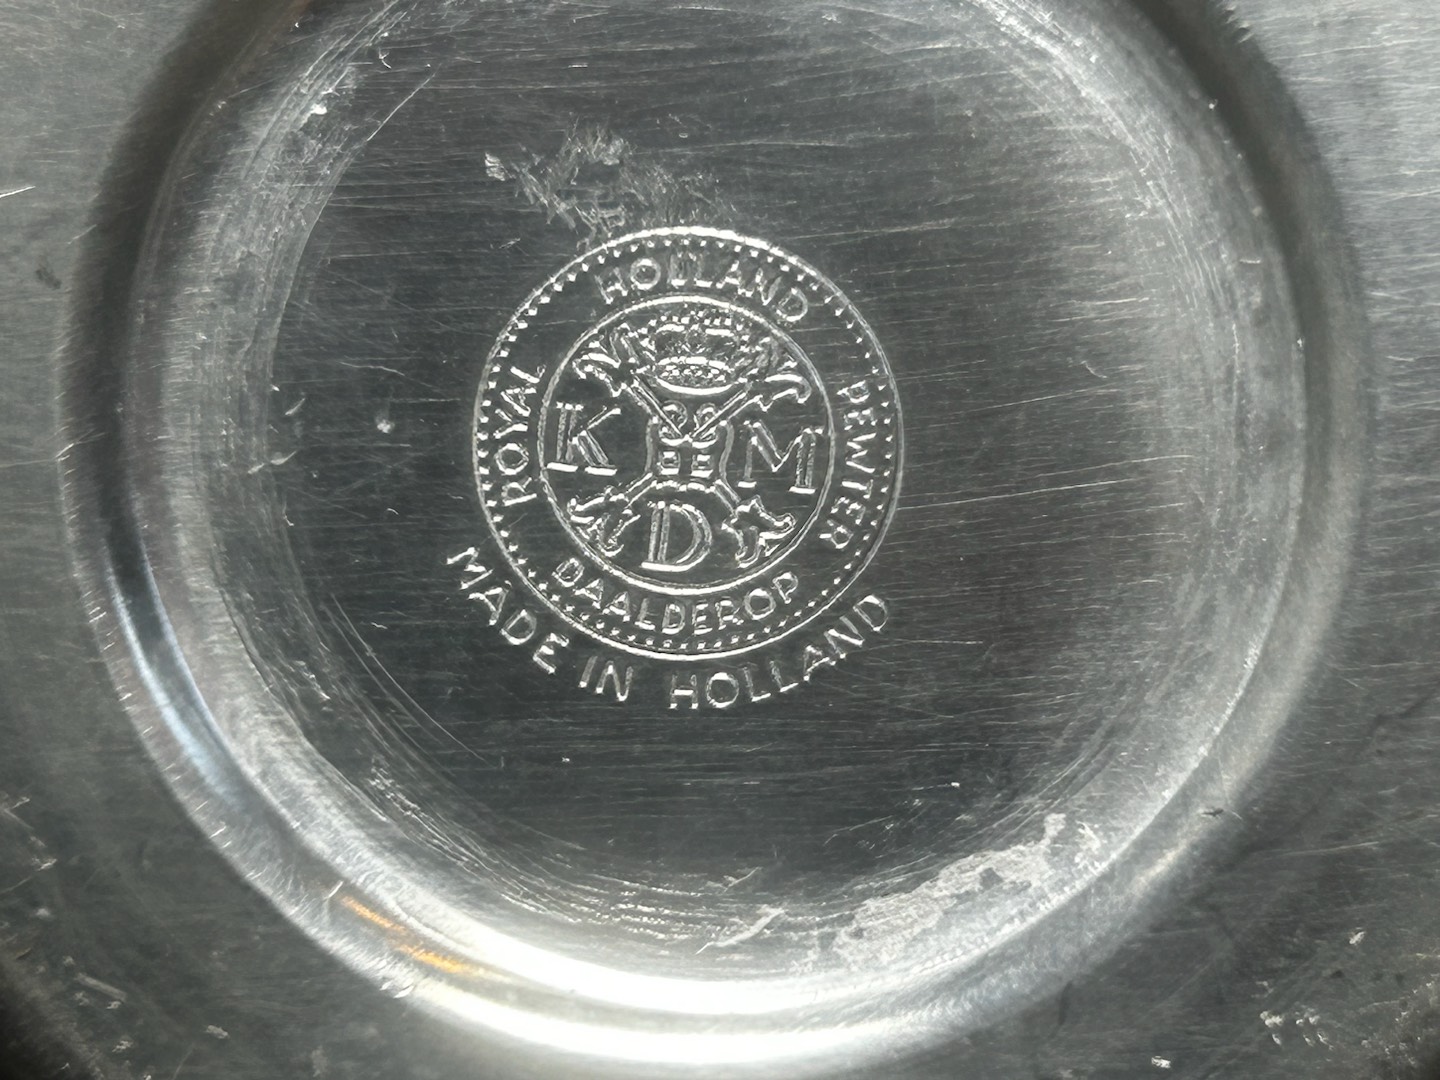 ROYAL HOLLAND PEWTER
DAALDEROP
K M
D
MADE IN HOLLAND